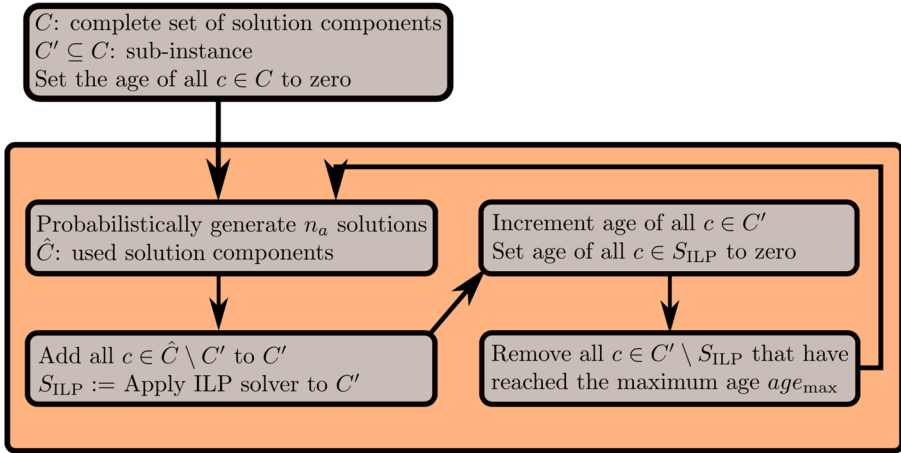 C: complete set of solution components
C′ ⊆ C: sub-instance
Set the age of all c ∈ C to zero
Probabilistically generate nₐ solutions
Ĉ: used solution components
Add all c ∈ Ĉ \ C′ to C′
S_ILP := Apply ILP solver to C′
Increment age of all c ∈ C′
Set age of all c ∈ S_ILP to zero
Remove all c ∈ C′ \ S_ILP that have
reached the maximum age age_max